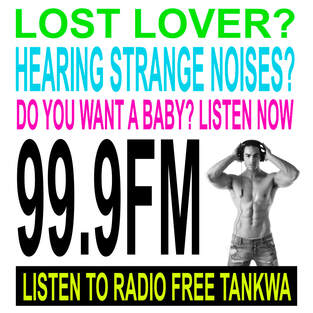 LOST LOVER?
HEARING STRANGE NOISES?
DO YOU WANT A BABY? LISTEN NOW
99.9FM
LISTEN TO RADIO FREE TANKWA